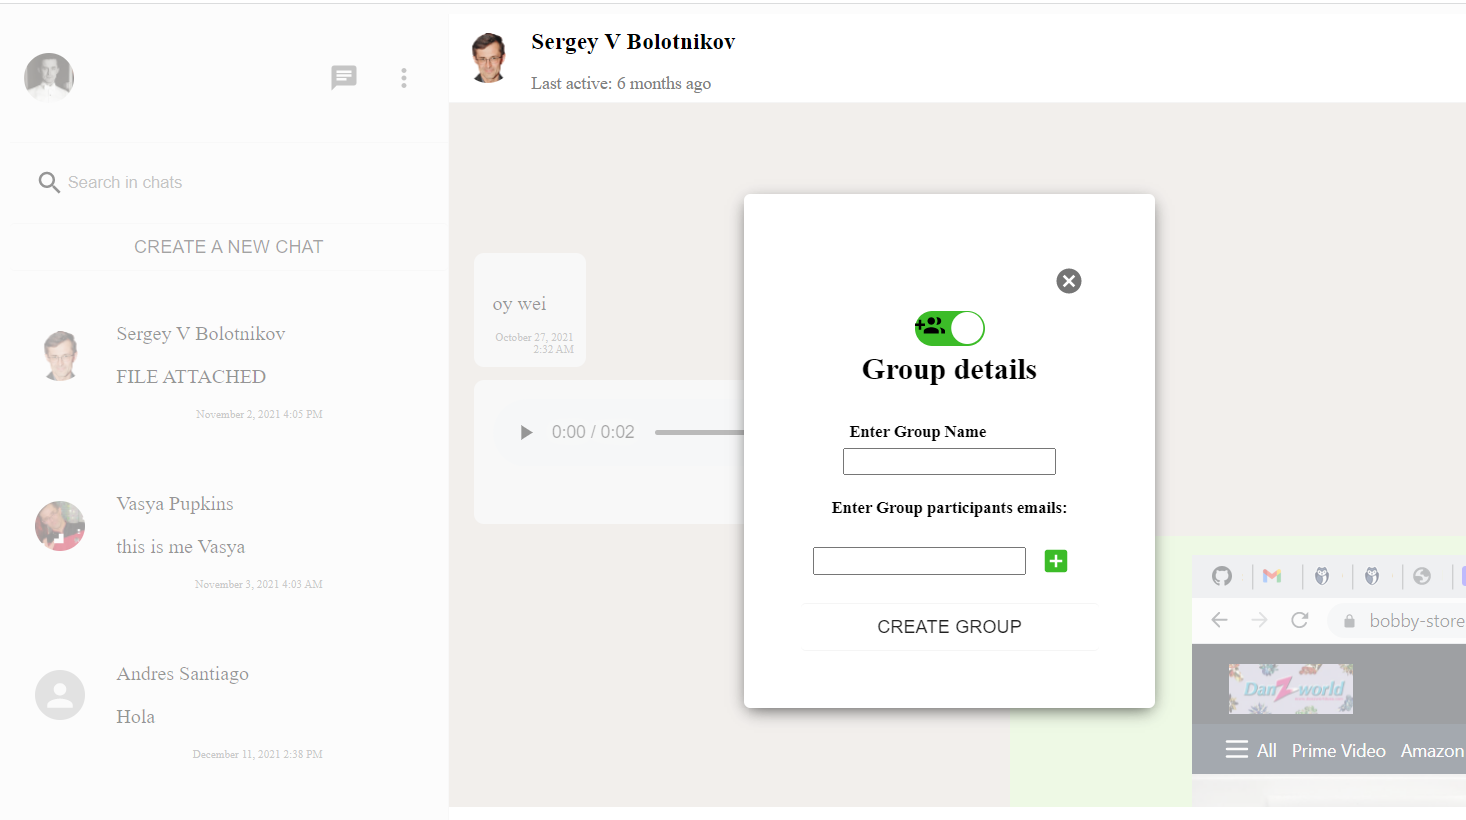 Search in chats
CREATE A NEW CHAT
Sergey V Bolotnikov
FILE ATTACHED
November 2, 2021 4:05 PM
Vasya Pupkins
this is me Vasya
November 3, 2021 4:03 AM
Andres Santiago
Hola
December 11, 2021 2:38 PM
Sergey V Bolotnikov
Last active: 6 months ago
oy wei
October 27, 2021
2:32 AM
0:00 / 0:02
Group details
Enter Group Name
Enter Group participants emails:
CREATE GROUP
bobby-store
DanZ-world
All Prime Video Amazon